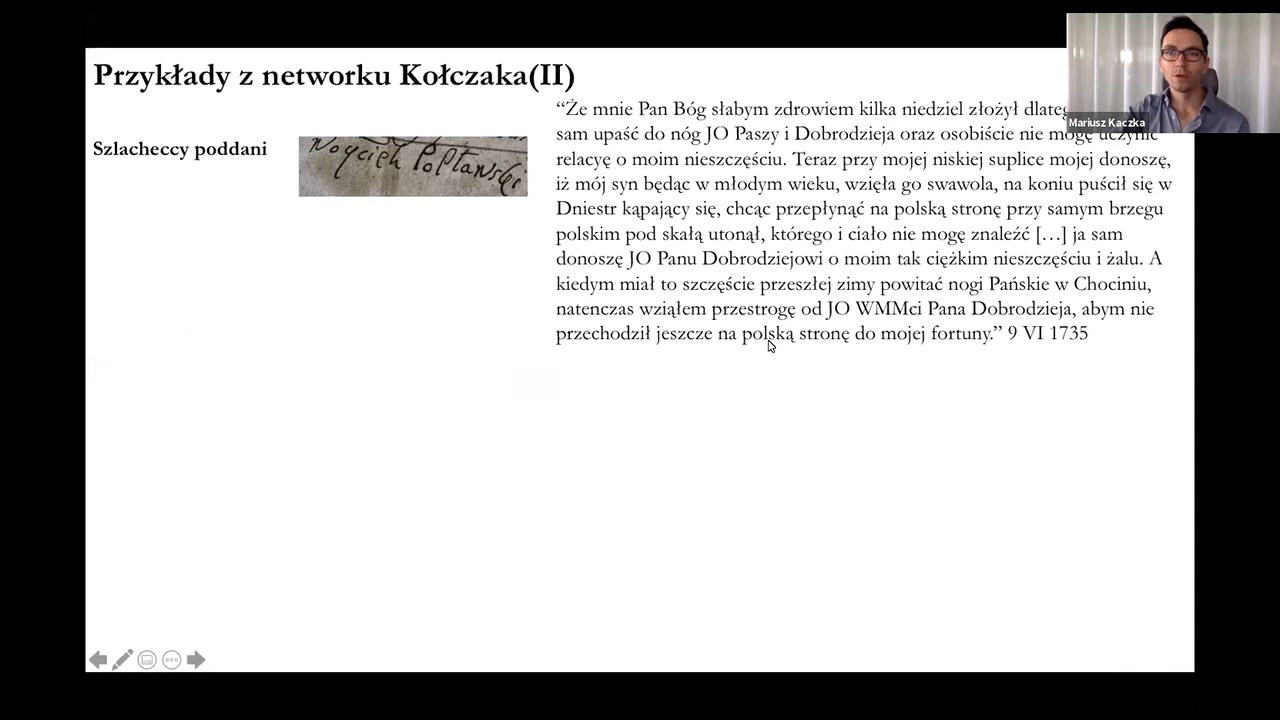 Przykłady z networku Kołczaka(II)
Szlacheccy poddani
Woyciek Poltawski
“Że mnie Pan Bóg słabym zdrowiem kilka niedziel złożył
sam upaść do nóg JO Paszy i Dobrodzieja oraz osobiście nie mogę uczynić
relacyę o moim nieszczęściu. Teraz przy mojej niskiej suplice mojej donoszę,
iż mój syn będąc w młodym wieku, wzięła go swawola, na koniu puścił się w
Dniestr kąpający się, chcąc przepłynąć na polską stronę przy samym brzegu
polskim pod skałą utonął, którego i ciało nie mogę znaleźć […] ja sam
donoszę JO Panu Dobrodziejowi o moim tak ciężkim nieszczęściu i żalu. A
kiedym miał to szczęście przeszłej zimy powitać nogi Pańskie w Chociniu,
natenczas wziąłem przestrogę od JO WMMci Pana Dobrodzieja, abym nie
przechodził jeszcze na polską stronę do mojej fortuny.” 9 VI 1735
Mariusz Kaczka